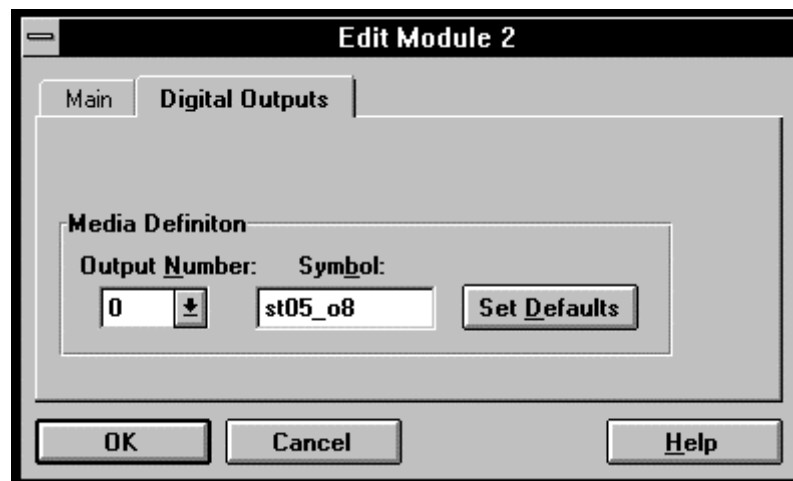 Edit Module 2
Main Digital Outputs
Media Definiton
Output Number: Symbol:
0 st05_o8 Set Defaults
OK Cancel Help